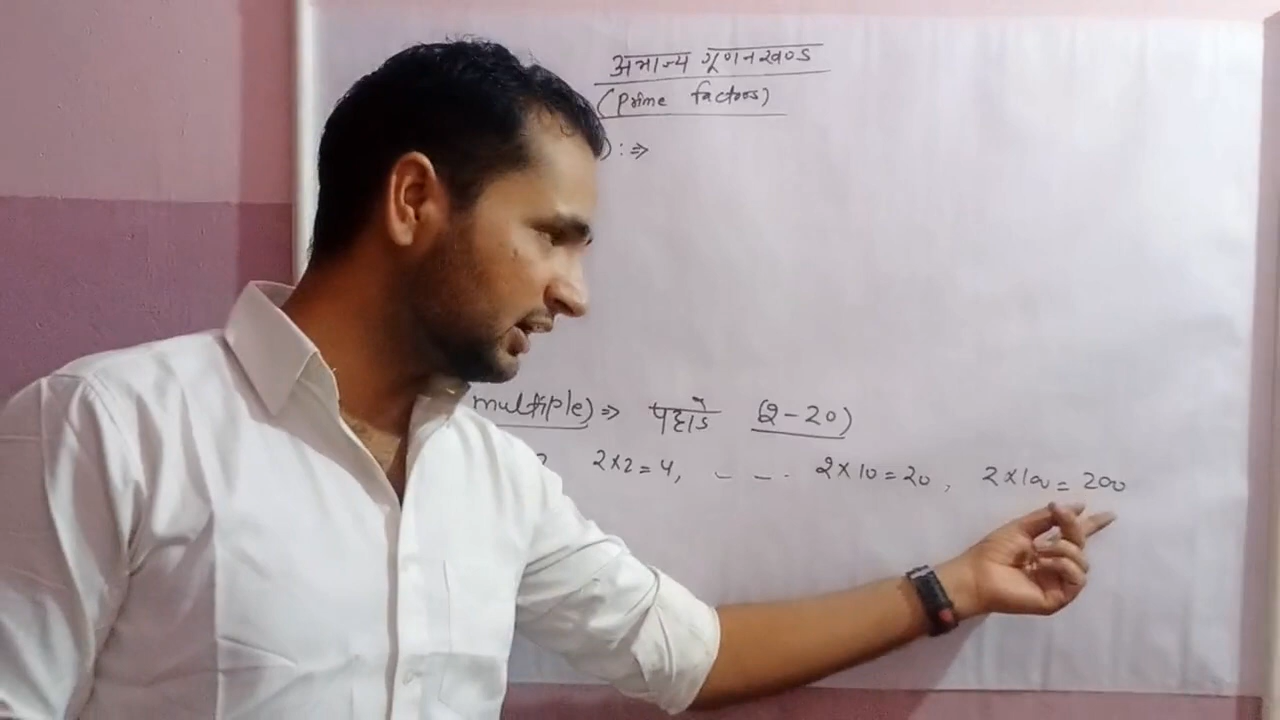 अभाज्य गूणनखण्ड
(Prime factors)
):⇒
multiple)⇒ पहाडे (2-20)
2×2=4, - - - 2×10=20, 2×100=200